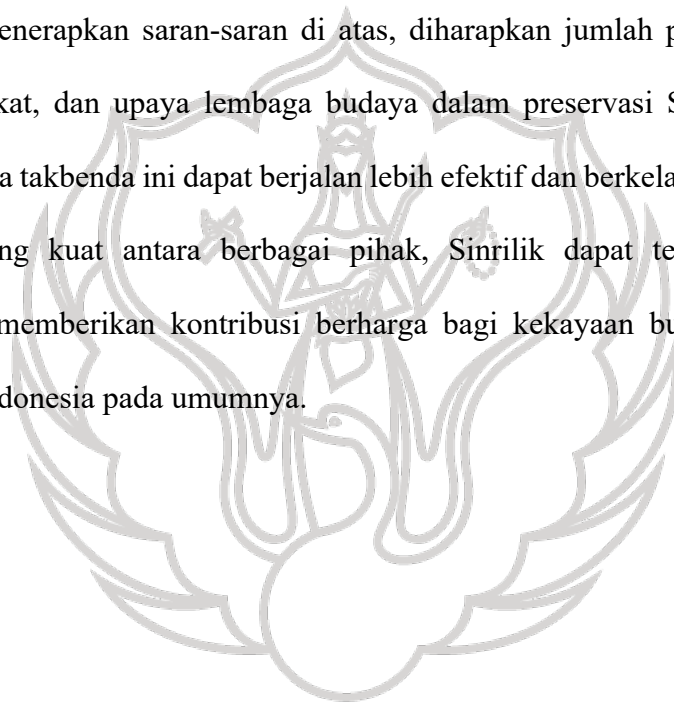 enerapkan saran-saran di atas, diharapkan jumlah p
kat, dan upaya lembaga budaya dalam preservasi S
a takbenda ini dapat berjalan lebih efektif dan berkela
ng kuat antara berbagai pihak, Sinrilik dapat te
memberikan kontribusi berharga bagi kekayaan bu
donesia pada umumnya.